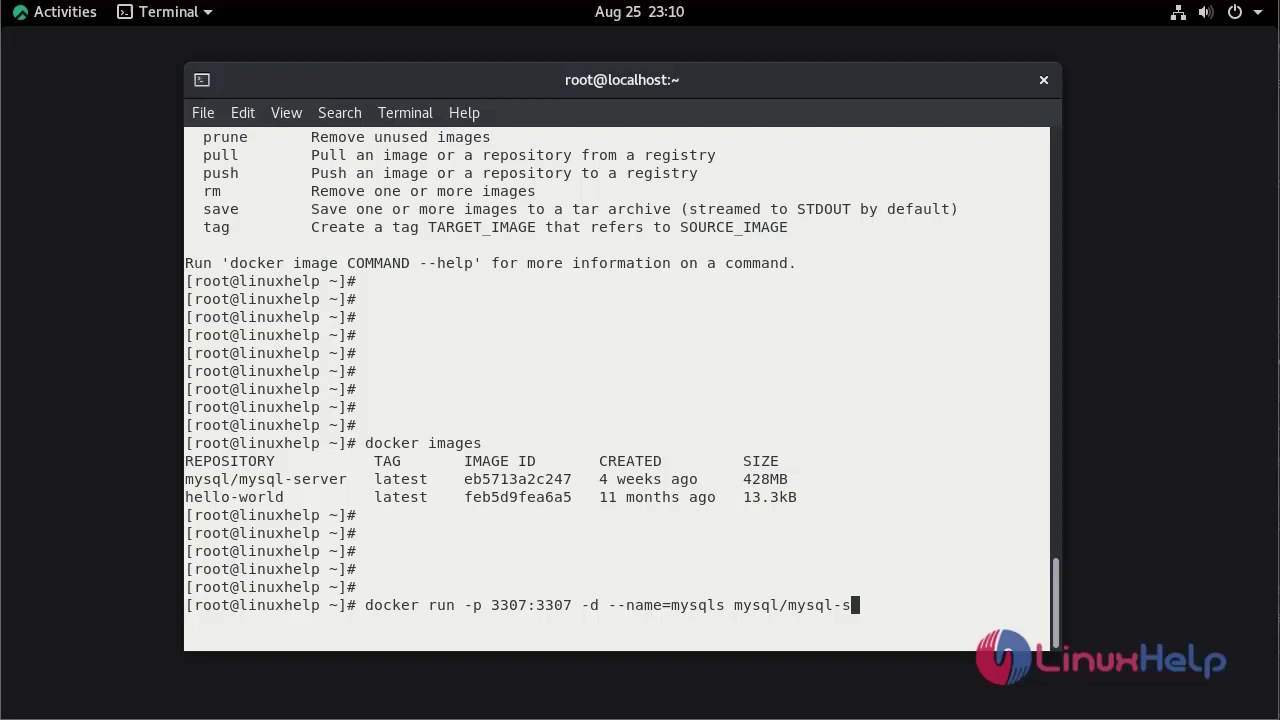 Activities Terminal Aug 25 23:10
root@localhost:~ ×
File Edit View Search Terminal Help
prune Remove unused images
pull Pull an image or a repository from a registry
push Push an image or a repository to a registry
rm Remove one or more images
save Save one or more images to a tar archive (streamed to STDOUT by default)
tag Create a tag TARGET_IMAGE that refers to SOURCE_IMAGE
Run 'docker image COMMAND --help' for more information on a command.
[root@linuxhelp ~]#
[root@linuxhelp ~]#
[root@linuxhelp ~]#
[root@linuxhelp ~]#
[root@linuxhelp ~]#
[root@linuxhelp ~]#
[root@linuxhelp ~]#
[root@linuxhelp ~]#
[root@linuxhelp ~]#
[root@linuxhelp ~]# docker images
REPOSITORY TAG IMAGE ID CREATED SIZE
mysql/mysql-server latest eb5713a2c247 4 weeks ago 428MB
hello-world latest feb5d9fea6a5 11 months ago 13.3kB
[root@linuxhelp ~]#
[root@linuxhelp ~]#
[root@linuxhelp ~]#
[root@linuxhelp ~]#
[root@linuxhelp ~]#
[root@linuxhelp ~]# docker run -p 3307:3307 -d --name=mysqls mysql/mysql-s
LinuxHelp